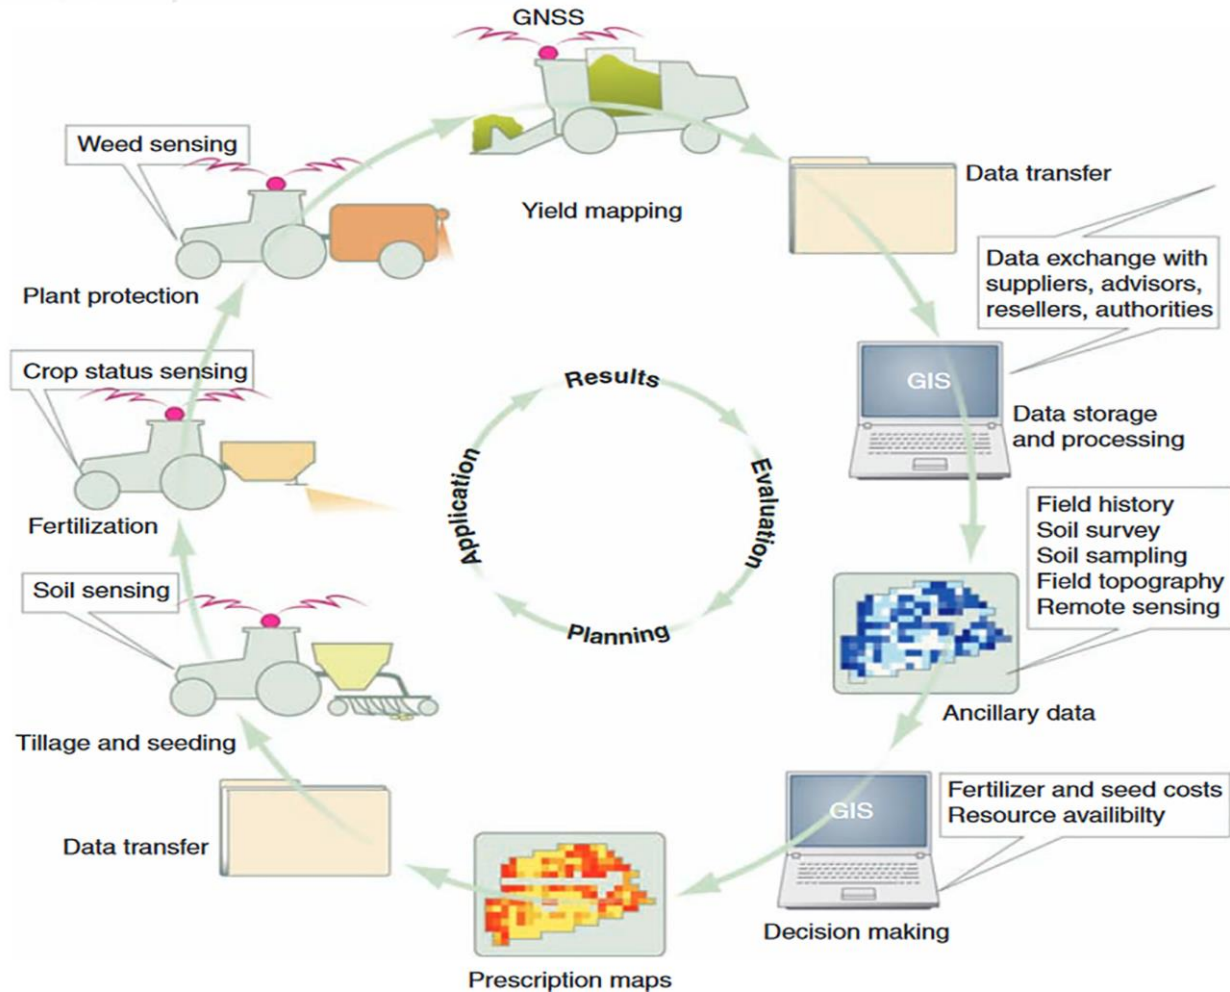 GNSS
Weed sensing
Yield mapping
Data transfer
Plant protection
Data exchange with
suppliers, advisors,
resellers, authorities
Crop status sensing
GIS
Data storage
and processing
Results
Evaluation
Planning
Application
Fertilization
Field history
Soil survey
Soil sampling
Field topography
Remote sensing
Soil sensing
Ancillary data
Tillage and seeding
Fertilizer and seed costs
Resource availibilty
GIS
Data transfer
Decision making
Prescription maps